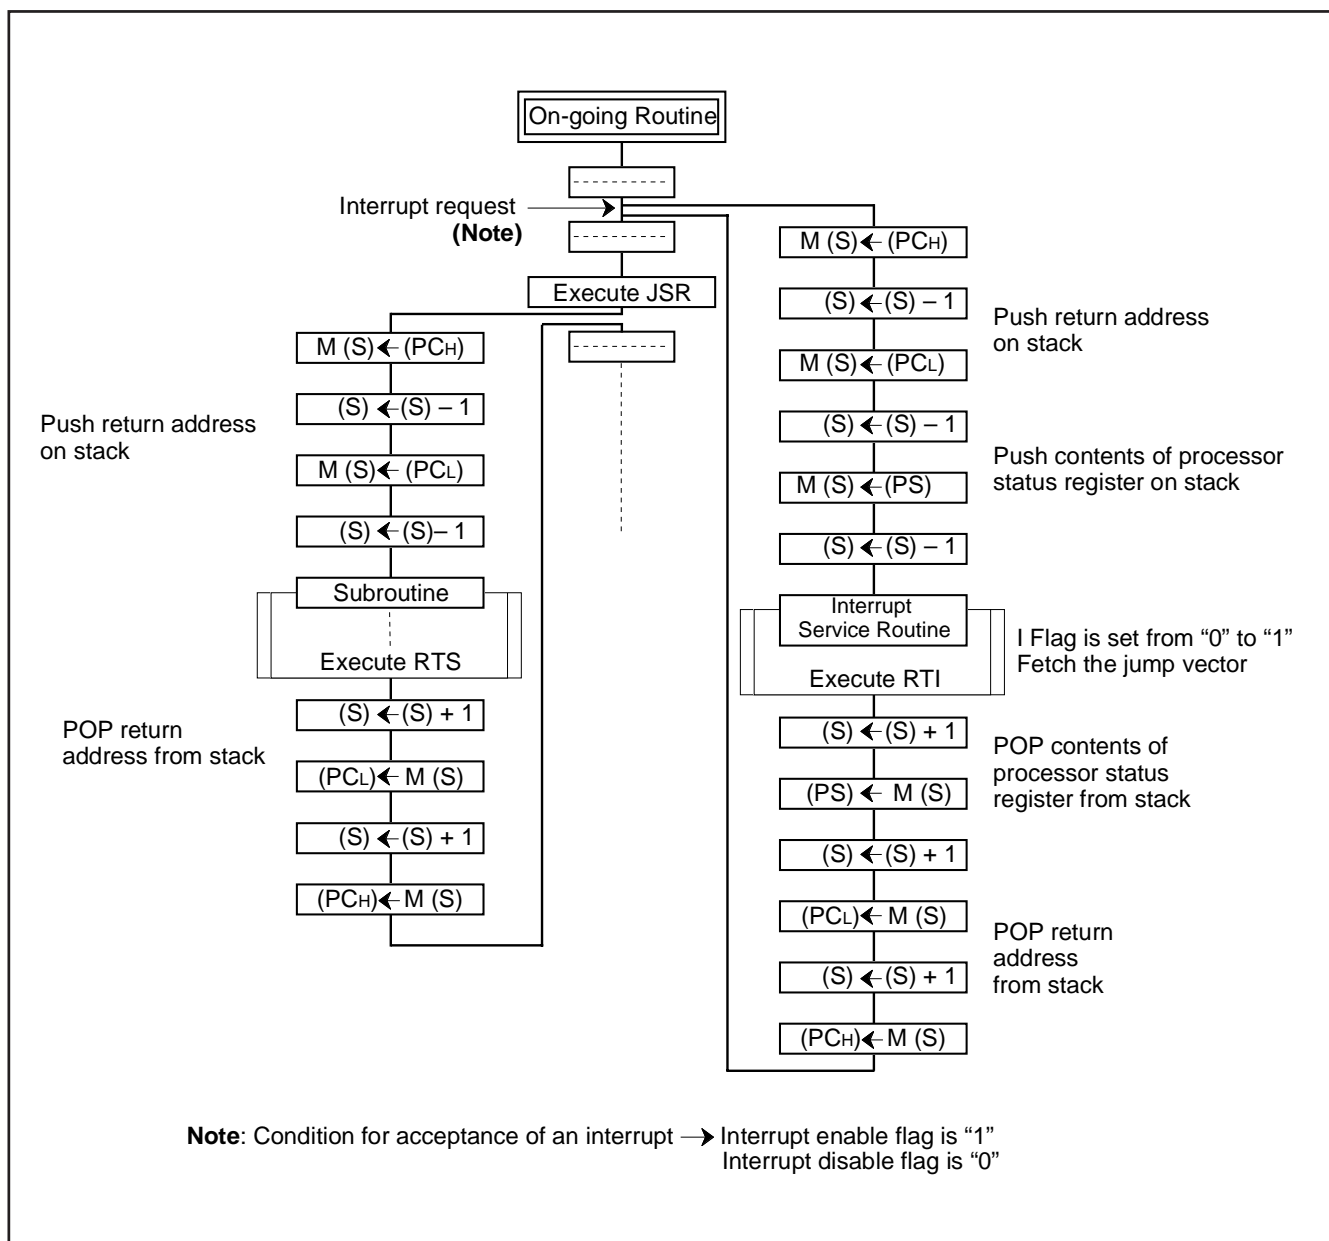 On-going Routine
Interrupt request
(Note)
Execute JSR
M (S) ← (PCH)
(S) ← (S) – 1
M (S) ← (PCL)
(S) ← (S)– 1
Push return address
on stack
Subroutine
Execute RTS
(S) ← (S) + 1
(PCL) ← M (S)
(S) ← (S) + 1
(PCH) ← M (S)
POP return
address from stack
M (S) ← (PCH)
(S) ← (S) – 1
M (S) ← (PCL)
(S) ← (S) – 1
M (S) ← (PS)
(S) ← (S) – 1
Push return address
on stack
Push contents of processor
status register on stack
Interrupt
Service Routine
Execute RTI
I Flag is set from “0” to “1”
Fetch the jump vector
(S) ← (S) + 1
(PS) ← M (S)
(S) ← (S) + 1
(PCL) ← M (S)
(S) ← (S) + 1
(PCH) ← M (S)
POP contents of
processor status
register from stack
POP return
address
from stack
Note: Condition for acceptance of an interrupt → Interrupt enable flag is “1”
Interrupt disable flag is “0”